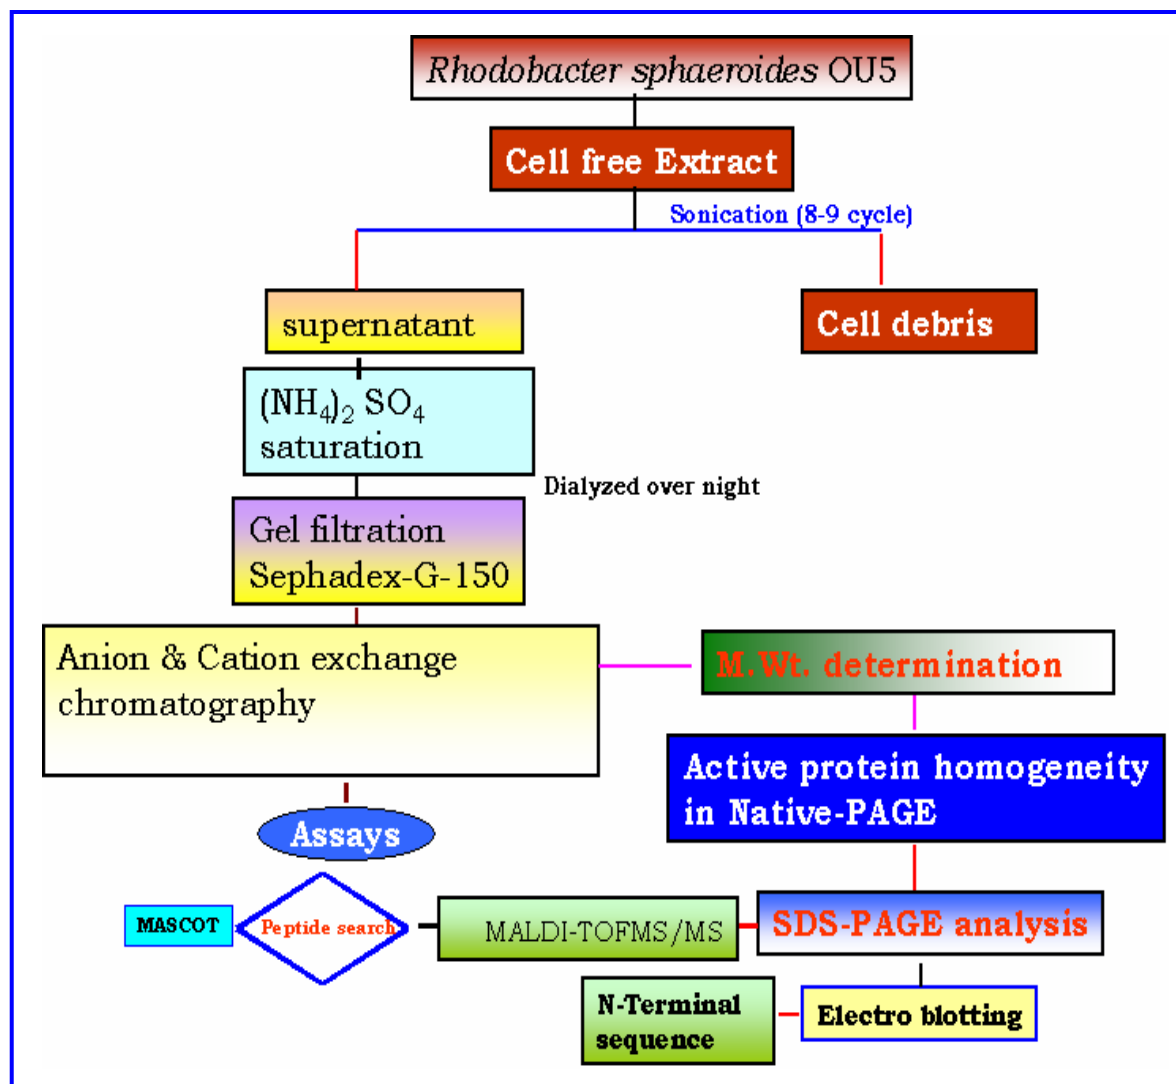 Rhodobacter sphaeroides OU5
Cell free Extract
Sonication (8-9 cycle)
supernatant
Cell debris
(NH₄)₂ SO₄
saturation
Dialyzed over night
Gel filtration
Sephadex-G-150
Anion & Cation exchange
chromatography
M.Wt. determination
Active protein homogeneity
in Native-PAGE
Assays
MASCOT
Peptide search
MALDI-TOFMS/MS
SDS-PAGE analysis
N-Terminal
sequence
Electro blotting